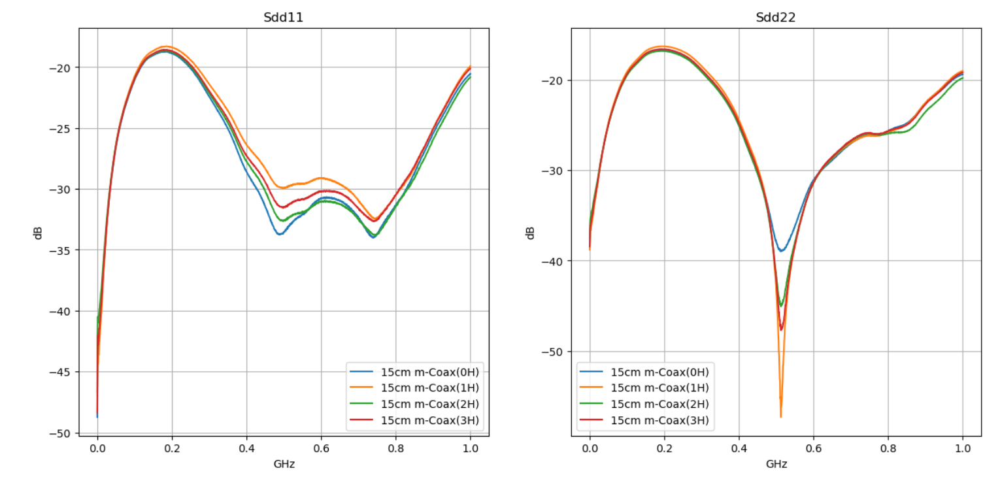 Sdd11
−20
−25
−30
−35
−40
−45
−50
dB
0.0 0.2 0.4 0.6 0.8 1.0
GHz
15cm m-Coax(0H)
15cm m-Coax(1H)
15cm m-Coax(2H)
15cm m-Coax(3H)
Sdd22
−20
−30
−40
−50
dB
0.0 0.2 0.4 0.6 0.8 1.0
GHz
15cm m-Coax(0H)
15cm m-Coax(1H)
15cm m-Coax(2H)
15cm m-Coax(3H)